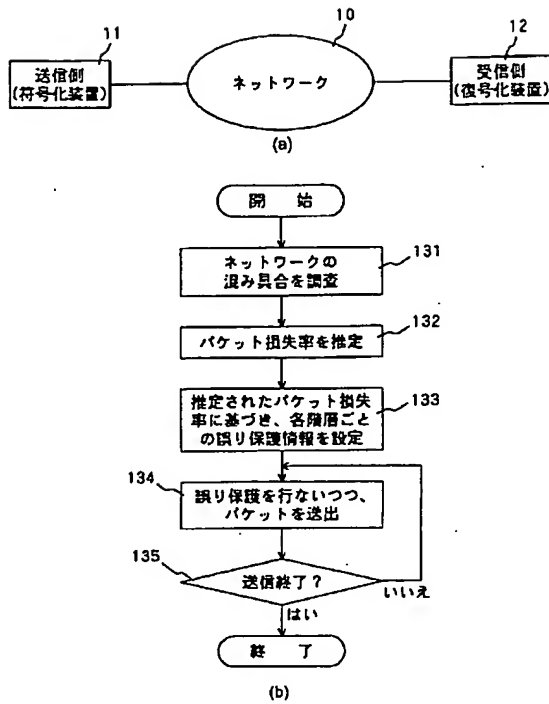 10
11
12
送信側
(符号化装置)
ネットワーク
受信側
(復号化装置)
(a)
開 始
131
ネットワークの
混み具合を調査
132
パケット損失率を推定
133
推定されたパケット損失
率に基づき、各階層ごと
の誤り保護情報を設定
134
誤り保護を行ないつつ、
パケットを送出
135
送信終了?
いいえ
はい
終 了
(b)